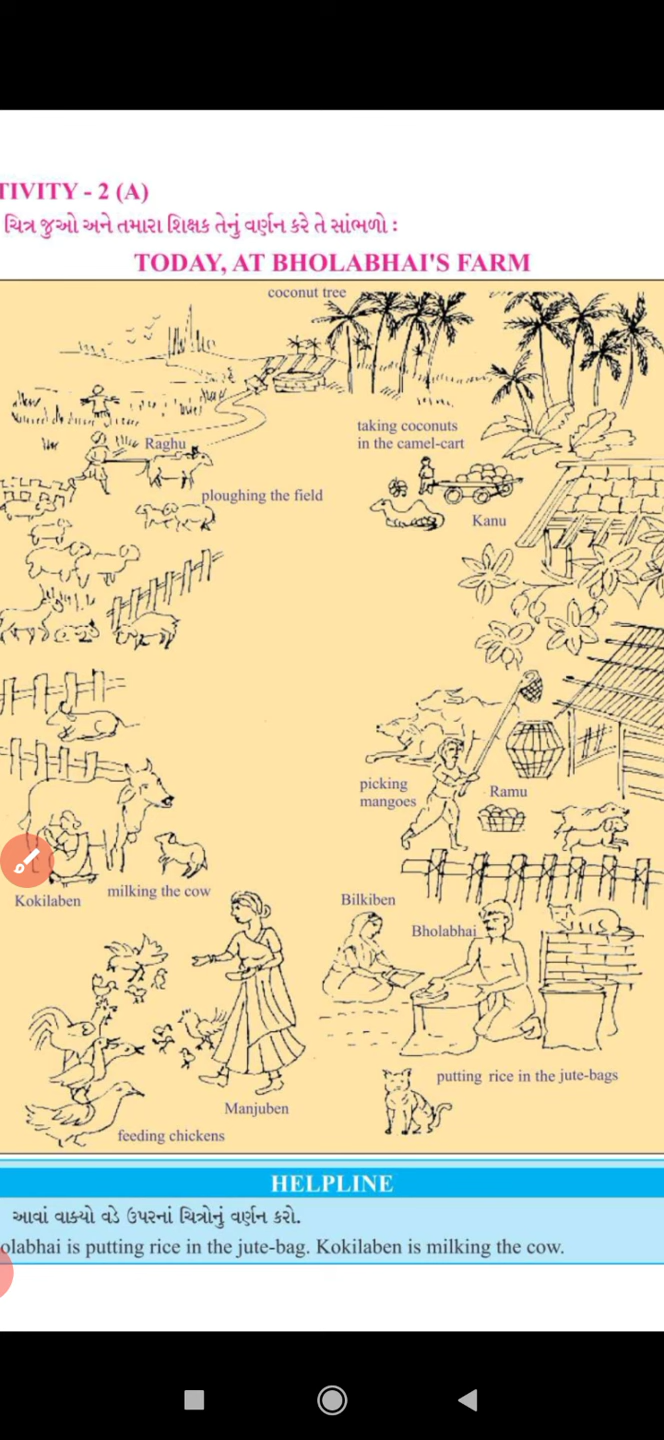 TIVITY - 2 (A)
ચિત્ર જુઓ અને તમારા શિક્ષક તેનું વર્ણન કરે તે સાંભળો :
TODAY, AT BHOLABHAI'S FARM
coconut tree
taking coconuts
in the camel-cart
Raghu
ploughing the field
Kanu
picking
mangoes
Ramu
milking the cow
Kokilaben
Bilkiben
Bholabhai
putting rice in the jute-bags
Manjuben
feeding chickens
HELPLINE
આવાં વાક્યો વડે ઉપરનાં ચિત્રોનું વર્ણન કરો.
olabhai is putting rice in the jute-bag. Kokilaben is milking the cow.